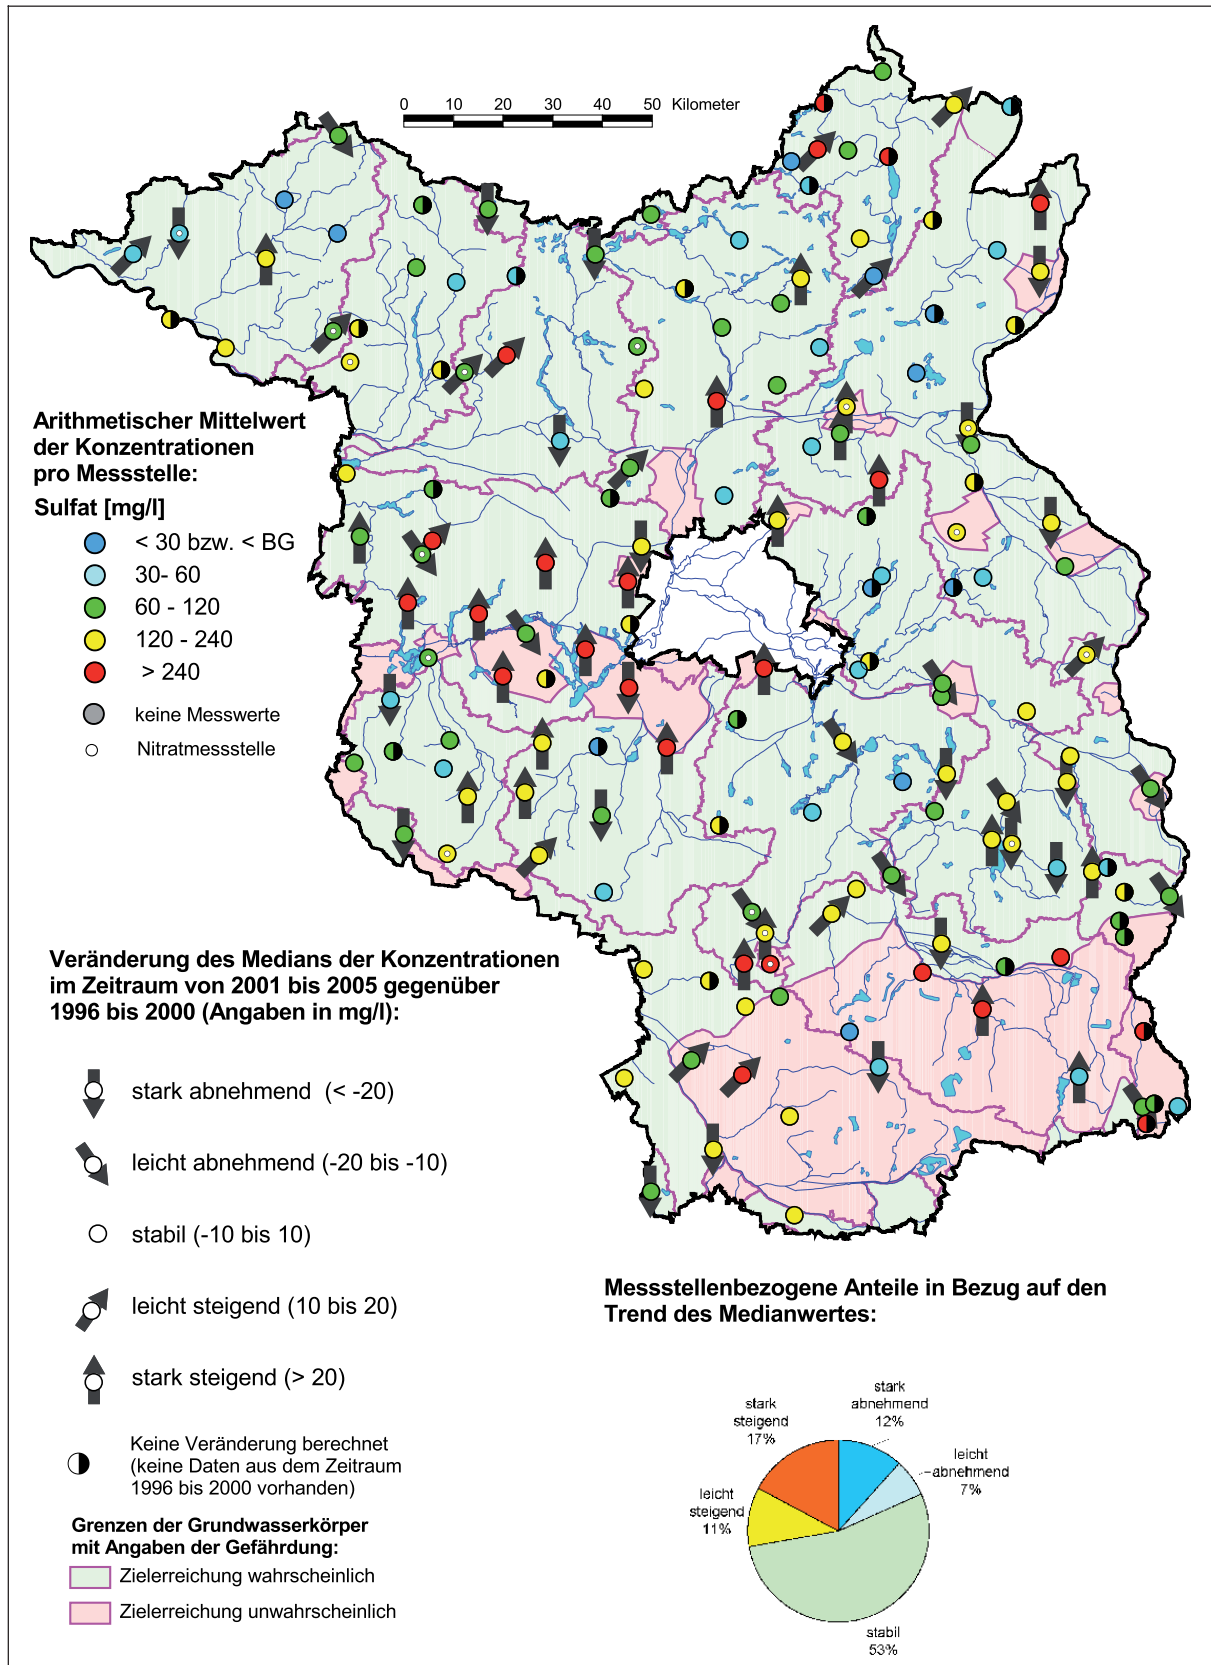 0 10 20 30 40 50 Kilometer
Arithmetischer Mittelwert
der Konzentrationen
pro Messstelle:
Sulfat [mg/l]
< 30 bzw. < BG
30- 60
60 - 120
120 - 240
> 240
keine Messwerte
Nitratmessstelle
Veränderung des Medians der Konzentrationen
im Zeitraum von 2001 bis 2005 gegenüber
1996 bis 2000 (Angaben in mg/l):
stark abnehmend (< -20)
leicht abnehmend (-20 bis -10)
stabil (-10 bis 10)
leicht steigend (10 bis 20)
stark steigend (> 20)
Keine Veränderung berechnet
(keine Daten aus dem Zeitraum
1996 bis 2000 vorhanden)
Grenzen der Grundwasserkörper
mit Angaben der Gefährdung:
Zielerreichung wahrscheinlich
Zielerreichung unwahrscheinlich
Messstellenbezogene Anteile in Bezug auf den
Trend des Medianwertes:
stark
abnehmend
12%
leicht
abnehmend
7%
stabil
53%
leicht
steigend
11%
stark
steigend
17%